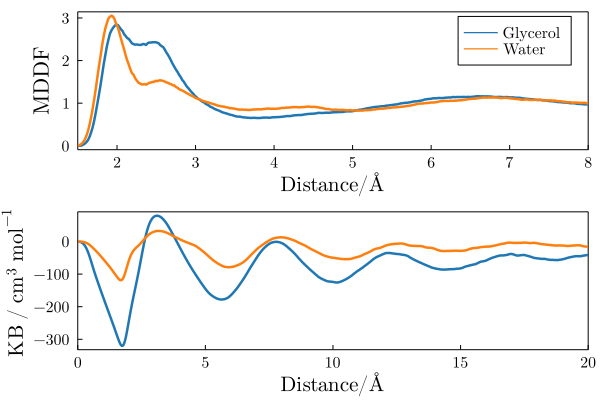 3
2
1
0
MDDF
Glycerol
Water
2 3 4 5 6 7 8
Distance/Å
0
−100
−200
−300
KB / cm³ mol⁻¹
0 5 10 15 20
Distance/Å